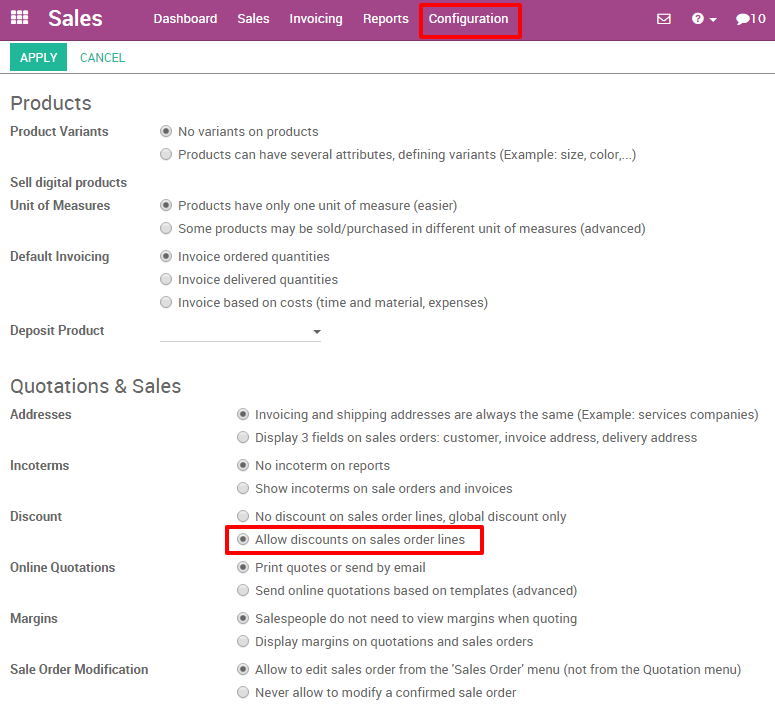 Sales Dashboard Sales Invoicing Reports Configuration ? 10
APPLY CANCEL
Products
Product Variants No variants on products
Products can have several attributes, defining variants (Example: size, color,...)
Sell digital products
Unit of Measures Products have only one unit of measure (easier)
Some products may be sold/purchased in different unit of measures (advanced)
Default Invoicing Invoice ordered quantities
Invoice delivered quantities
Invoice based on costs (time and material, expenses)
Deposit Product
Quotations & Sales
Addresses Invoicing and shipping addresses are always the same (Example: services companies)
Display 3 fields on sales orders: customer, invoice address, delivery address
Incoterms No incoterm on reports
Show incoterms on sale orders and invoices
Discount No discount on sales order lines, global discount only
Allow discounts on sales order lines
Online Quotations Print quotes or send by email
Send online quotations based on templates (advanced)
Margins Salespeople do not need to view margins when quoting
Display margins on quotations and sales orders
Sale Order Modification Allow to edit sales order from the 'Sales Order' menu (not from the Quotation menu)
Never allow to modify a confirmed sale order